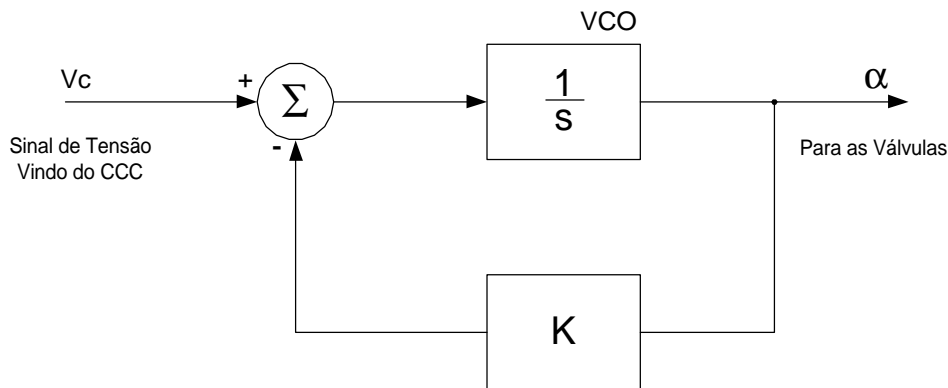 VCO
Vc
+
Σ
1
s
α
-
Sinal de Tensão
Vindo do CCC
Para as Válvulas
K